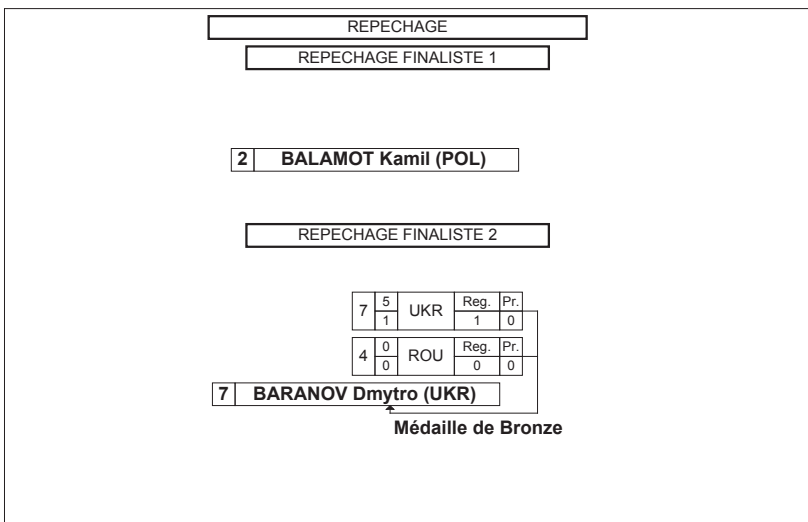 REPECHAGE
REPECHAGE FINALISTE 1
2 BALAMOT Kamil (POL)
REPECHAGE FINALISTE 2
7 5 UKR Reg. Pr.
1 1 0
4 0 ROU Reg. Pr.
0 0 0
7 BARANOV Dmytro (UKR)
Médaille de Bronze